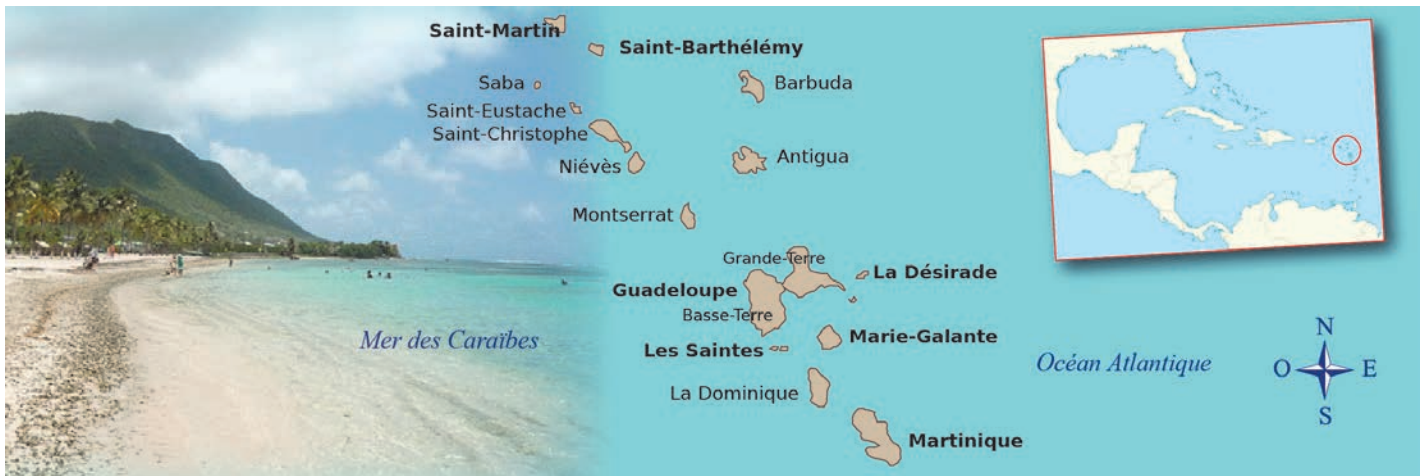 Saint-Martin
Saint-Barthélémy
Saba
Barbuda
Saint-Eustache
Saint-Christophe
Niévès
Antigua
Montserrat
Grande-Terre
La Désirade
Guadeloupe
Basse-Terre
Mer des Caraïbes
Marie-Galante
Les Saintes
La Dominique
Martinique
Océan Atlantique
N
O E
S